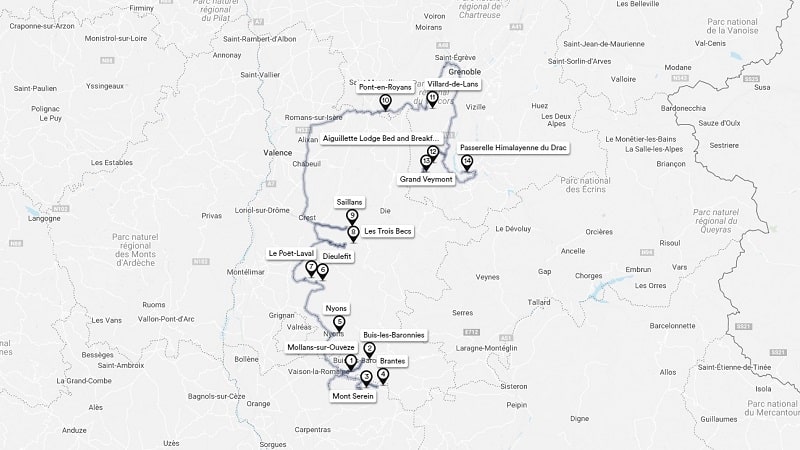 Parc naturel
régional
du Pilat
Voiron
Moirans
Parc naturel
régional de
Chartreuse
Les Belleville
Parc national
de la Vanoise
Craponne-sur-Arzon
Monistrol-sur-Loire
Saint-Rambert-d'Albon
Annonay
Saint-Egrève
Saint-Jean-de-Maurienne
Val-Cenis
Saint-Sorlin-d'Arves
Modane
Saint-Paulien
Yssingeaux
Saint-Vallier
Grenoble
Villard-de-Lans
Susa
Polignac
Le Puy
Tournon
Pont-en-Royans
10
11
Vizille
Huez
Les Deux
Alpes
Bardonecchia
Romans-sur-Isère
Alixan
Sauze d'Oulx
Aiguillette Lodge Bed and Breakf...
Le Monêtier-les-Bains
La Salle-les-Alpes
Sestriere
Les Estables
Valence
Chabeuil
12
13
Passerelle Himalayenne du Drac
14
Briançon
Grand Veymont
Parc national
des Écrins
Langogne
Privas
Loriol-sur-Drôme
Crest
Saillans
9
Die
Parc naturel
régional du
Queyras
Parc naturel
régional
des Monts
d'Ardèche
8
Les Trois Becs
Le Dévoluy
Le Poët-Laval
Dieulefit
7
6
Montélimar
Veynes
Gap
Chorges
Embrun
Guillestre
Les Orres
Vars
Ruoms
Vallon-Pont-d'Arc
Les Vans
Grignan
Valréas
Nyons
5
Nyons
Serres
Tallard
Barcelonnette
Bessèges
Saint-Ambroix
Bollène
Mollans-sur-Ouveze
Buis-les-Baronnies
1
2
Laragne-Montéglin
Saint-Étienne-de-Tinée
La Grand-Combe
Alès
Vaison-la-Romaine
Brantes
3
4
Mont Serein
Sisteron
Isola
Parc national
du Mercantour
Bagnols-sur-Cèze
Orange
peipin
Digne
Guillaumes
Carpentras